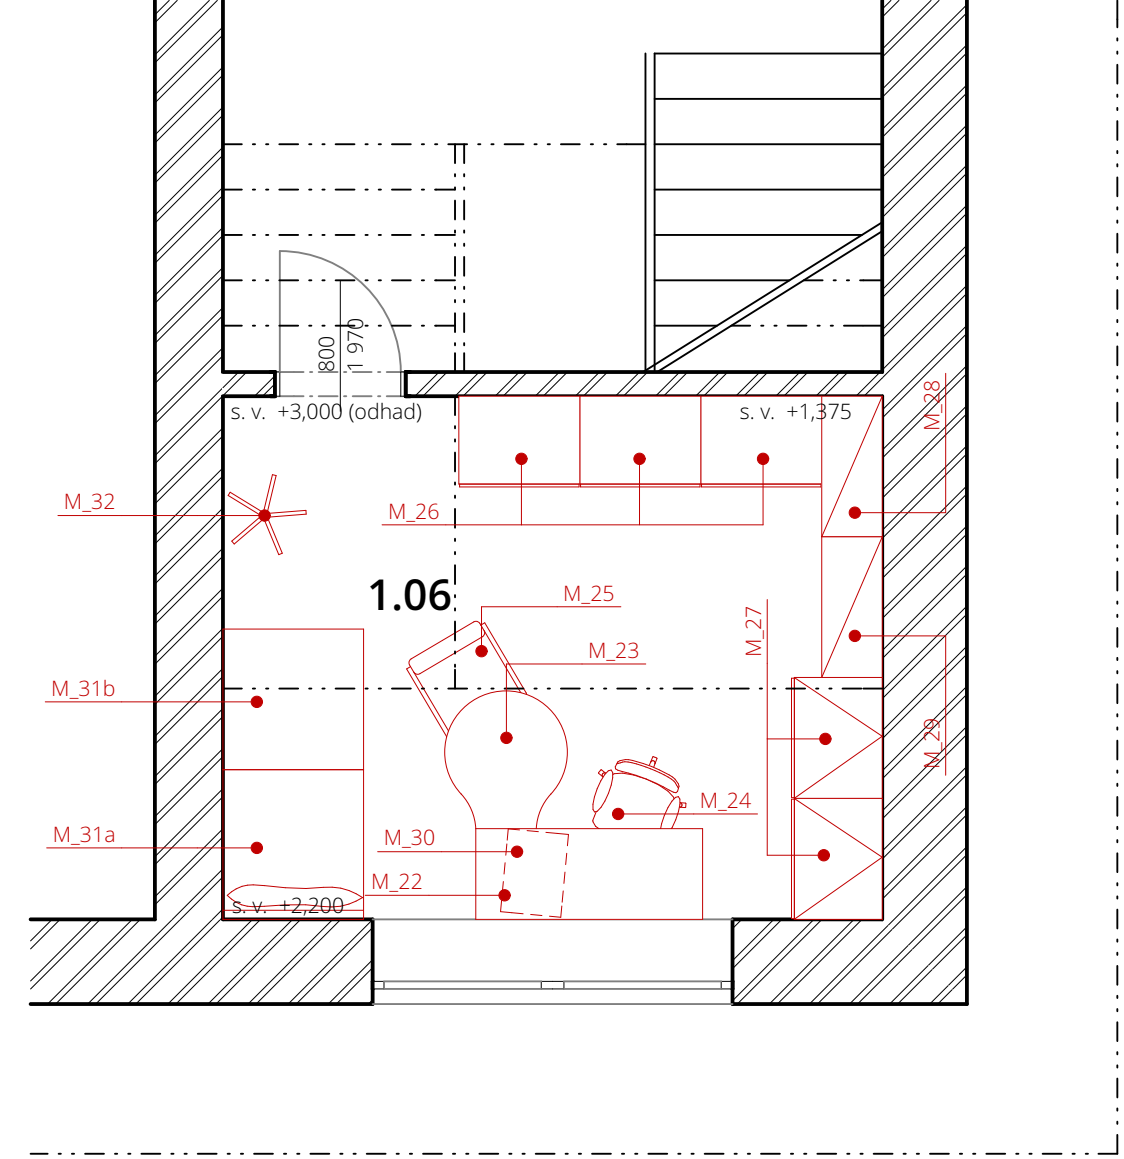 800
1 970
s. v. +3,000 (odhad)
s. v. +1,375
M_28
M_32
M_26
1.06
M_25
M_27
M_23
M_31b
M_29
M_24
M_31a
M_30
M_22
s. v. +2,200